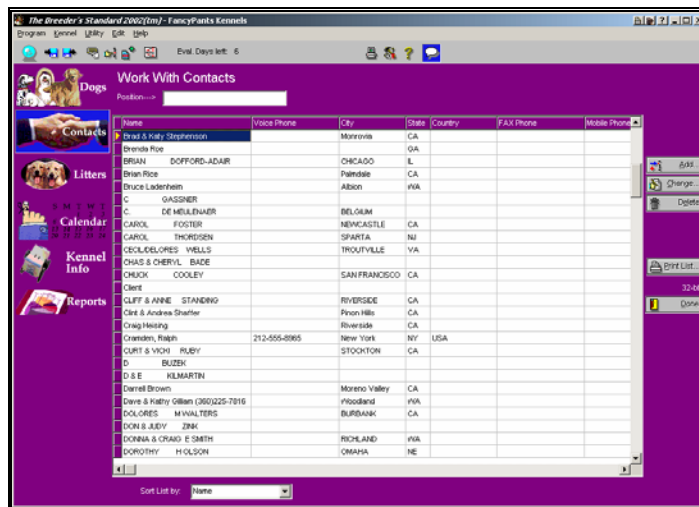 The Breeder's Standard 2002(tm) - FancyPants Kennels
Program Kennel Utility Edit Help
Eval. Days left: 6
Dogs
Work With Contacts
Position--->
Contacts
Litters
Calendar
Kennel
Info
Reports
Name Voice Phone City State Country FAX Phone Mobile Phone
Brad & Katy Stephenson Monrovia CA
Brenda Roe GA
BRIAN DOFFORD-ADAIR CHICAGO IL
Brian Rice Palmdale CA
Bruce Ladenheim Albion WA
C GASSNER
C. DE MEULENAER BELGIUM
CAROL FOSTER NEWCASTLE CA
CAROL THORDSEN SPARTA NJ
CECIL/DELORES WELLS TROUTVILLE VA
CHAS & CHERYL BADE
CHUCK COOLEY SAN FRANCISCO CA
Client
CLIFF & ANNE STANDING RIVERSIDE CA
Clint & Andrea Shaffer Pinon Hills CA
Craig Heising Riverside CA
Cramden, Ralph 212-555-8965 New York NY USA
CURT & VICKI RUBY STOCKTON CA
D BUZEK
D & E KILMARTIN
Darrell Brown Moreno Valley CA
Dave & Kathy Gilliam (360)225-7816 Woodland WA
DOLORES M WALTERS BURBANK CA
DON & JUDY ZINK
DONNA & CRAIG E SMITH RICHLAND WA
DOROTHY H OLSON OMAHA NE
Add...
Change...
Delete
Print List...
32-bi
Done
Sort List by: Name